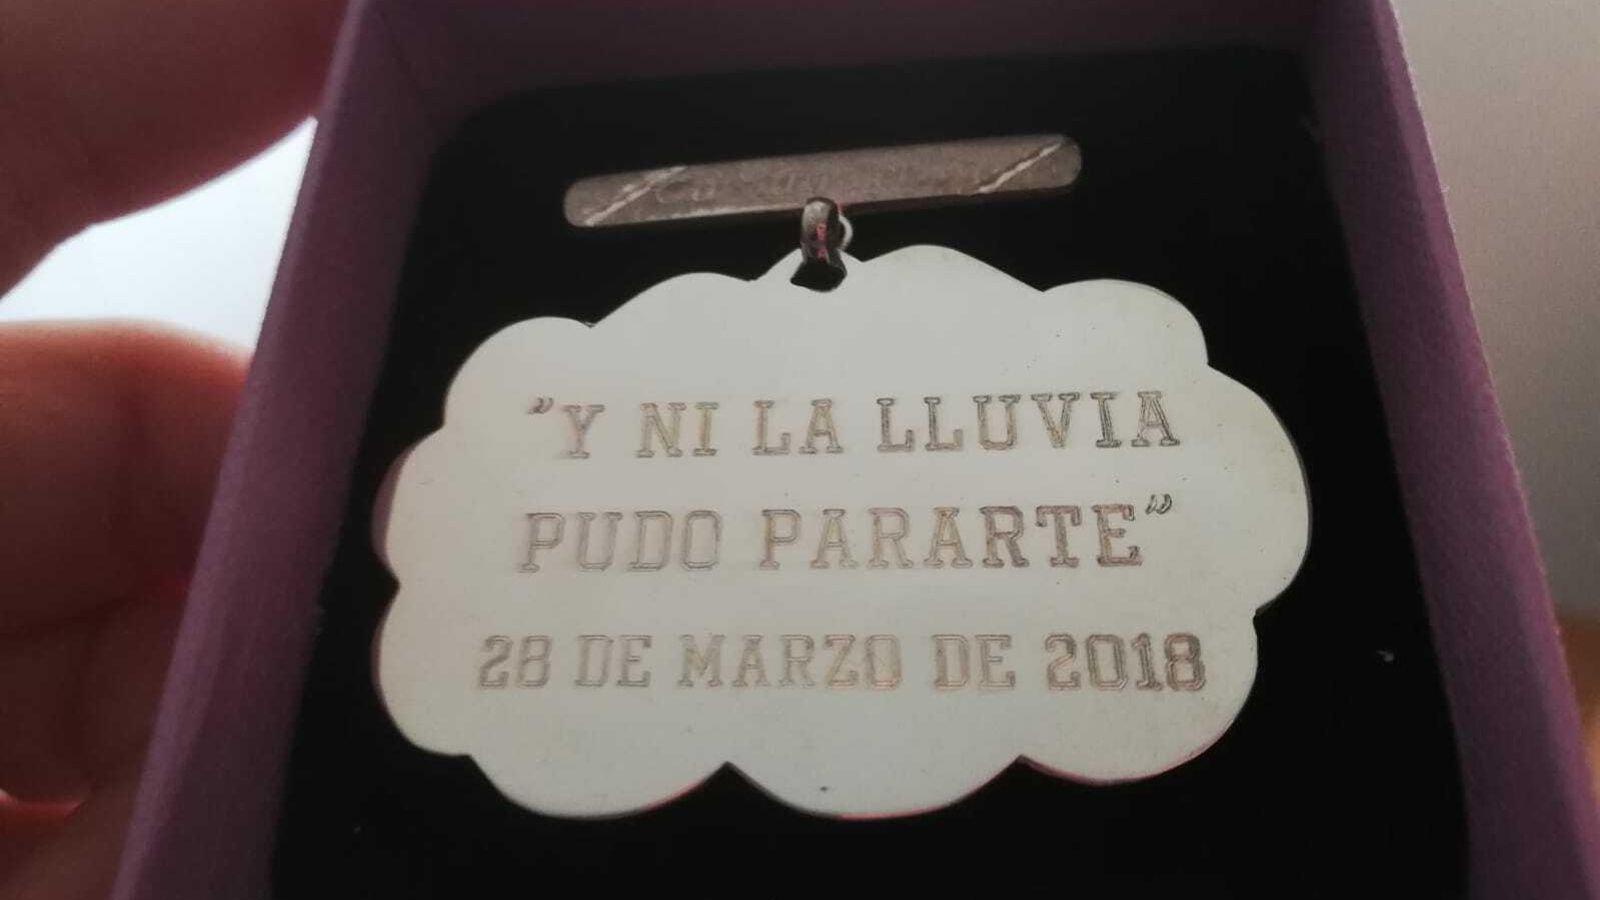 "Y NI LA LLUVIA
PUDO PARARTE"
28 DE MARZO DE 2018